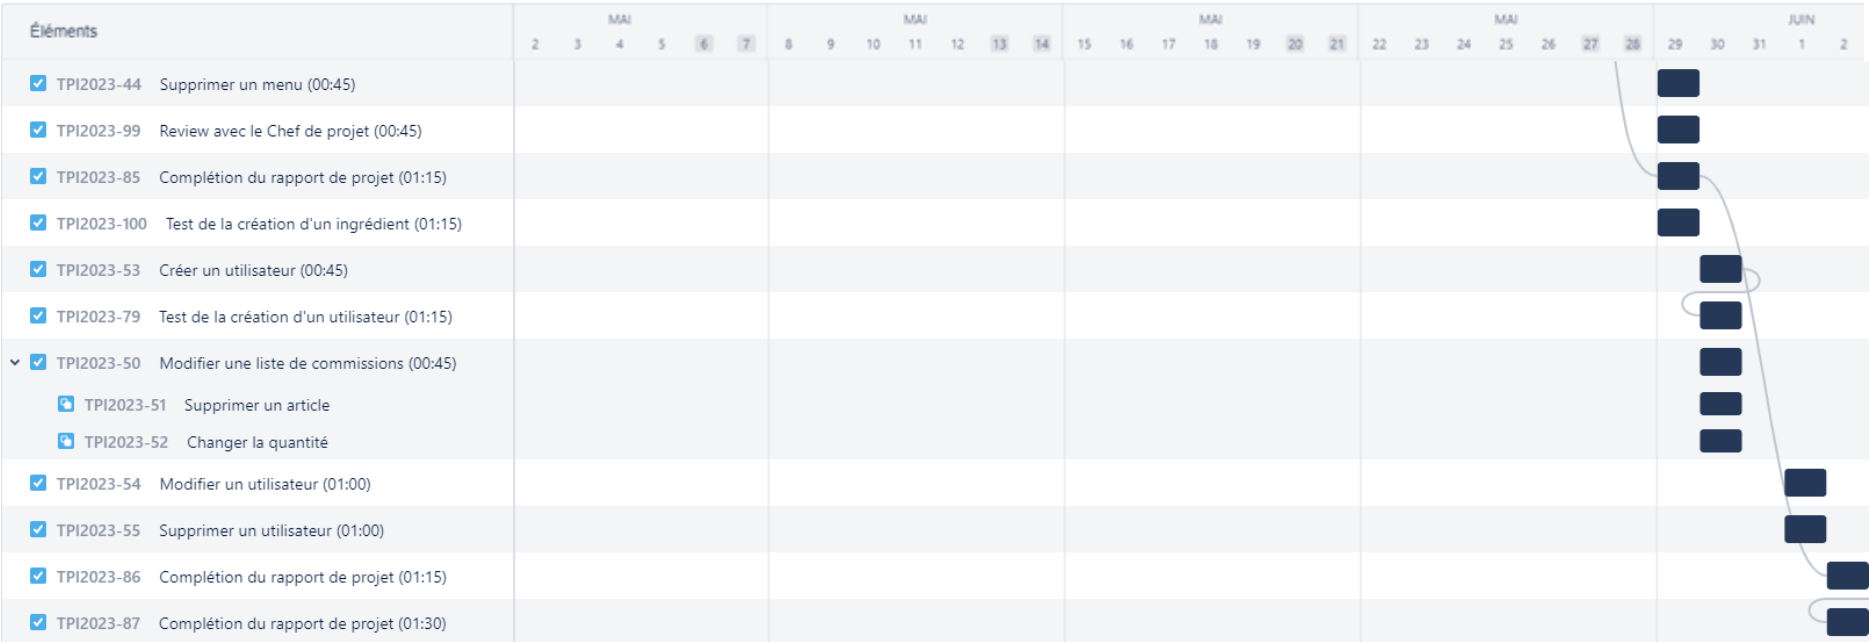 Éléments
MAI MAI MAI MAI JUIN
2 3 4 5 6 7 8 9 10 11 12 13 14 15 16 17 18 19 20 21 22 23 24 25 26 27 28 29 30 31 1 2
TPI2023-44 Supprimer un menu (00:45)
TPI2023-99 Review avec le Chef de projet (00:45)
TPI2023-85 Complétion du rapport de projet (01:15)
TPI2023-100 Test de la création d'un ingrédient (01:15)
TPI2023-53 Créer un utilisateur (00:45)
TPI2023-79 Test de la création d'un utilisateur (01:15)
TPI2023-50 Modifier une liste de commissions (00:45)
TPI2023-51 Supprimer un article
TPI2023-52 Changer la quantité
TPI2023-54 Modifier un utilisateur (01:00)
TPI2023-55 Supprimer un utilisateur (01:00)
TPI2023-86 Complétion du rapport de projet (01:15)
TPI2023-87 Complétion du rapport de projet (01:30)